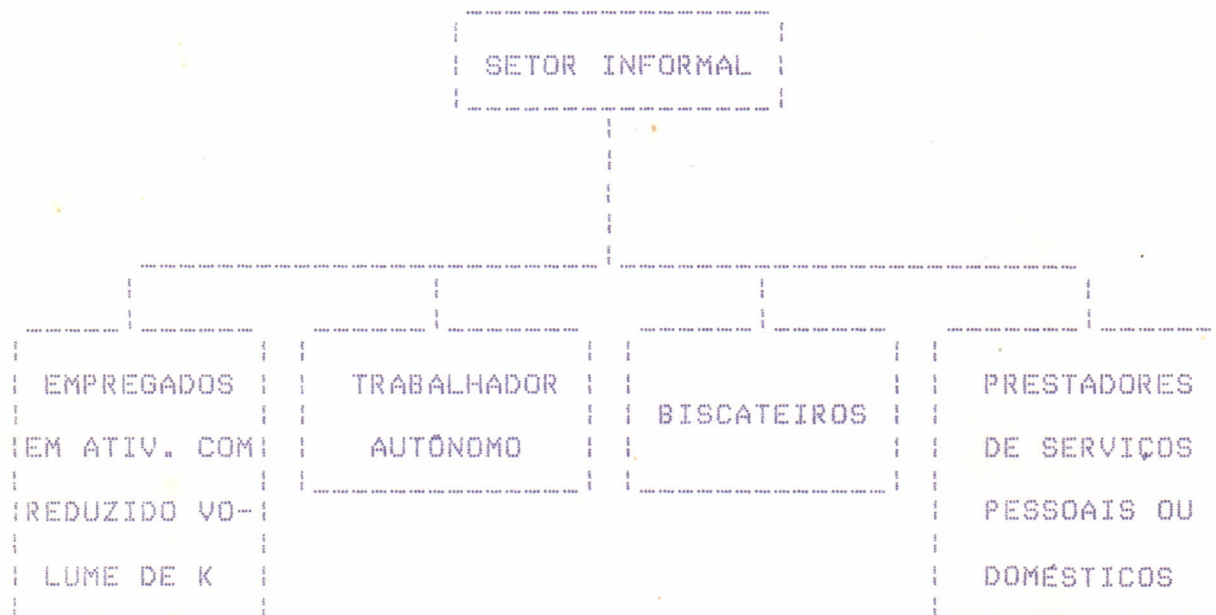 SETOR INFORMAL
EMPREGADOS
EM ATIV. COM
REDUZIDO VO-
LUME DE K
TRABALHADOR
AUTÔNOMO
BISCATEIROS
PRESTADORES
DE SERVIÇOS
PESSOAIS OU
DOMÉSTICOS